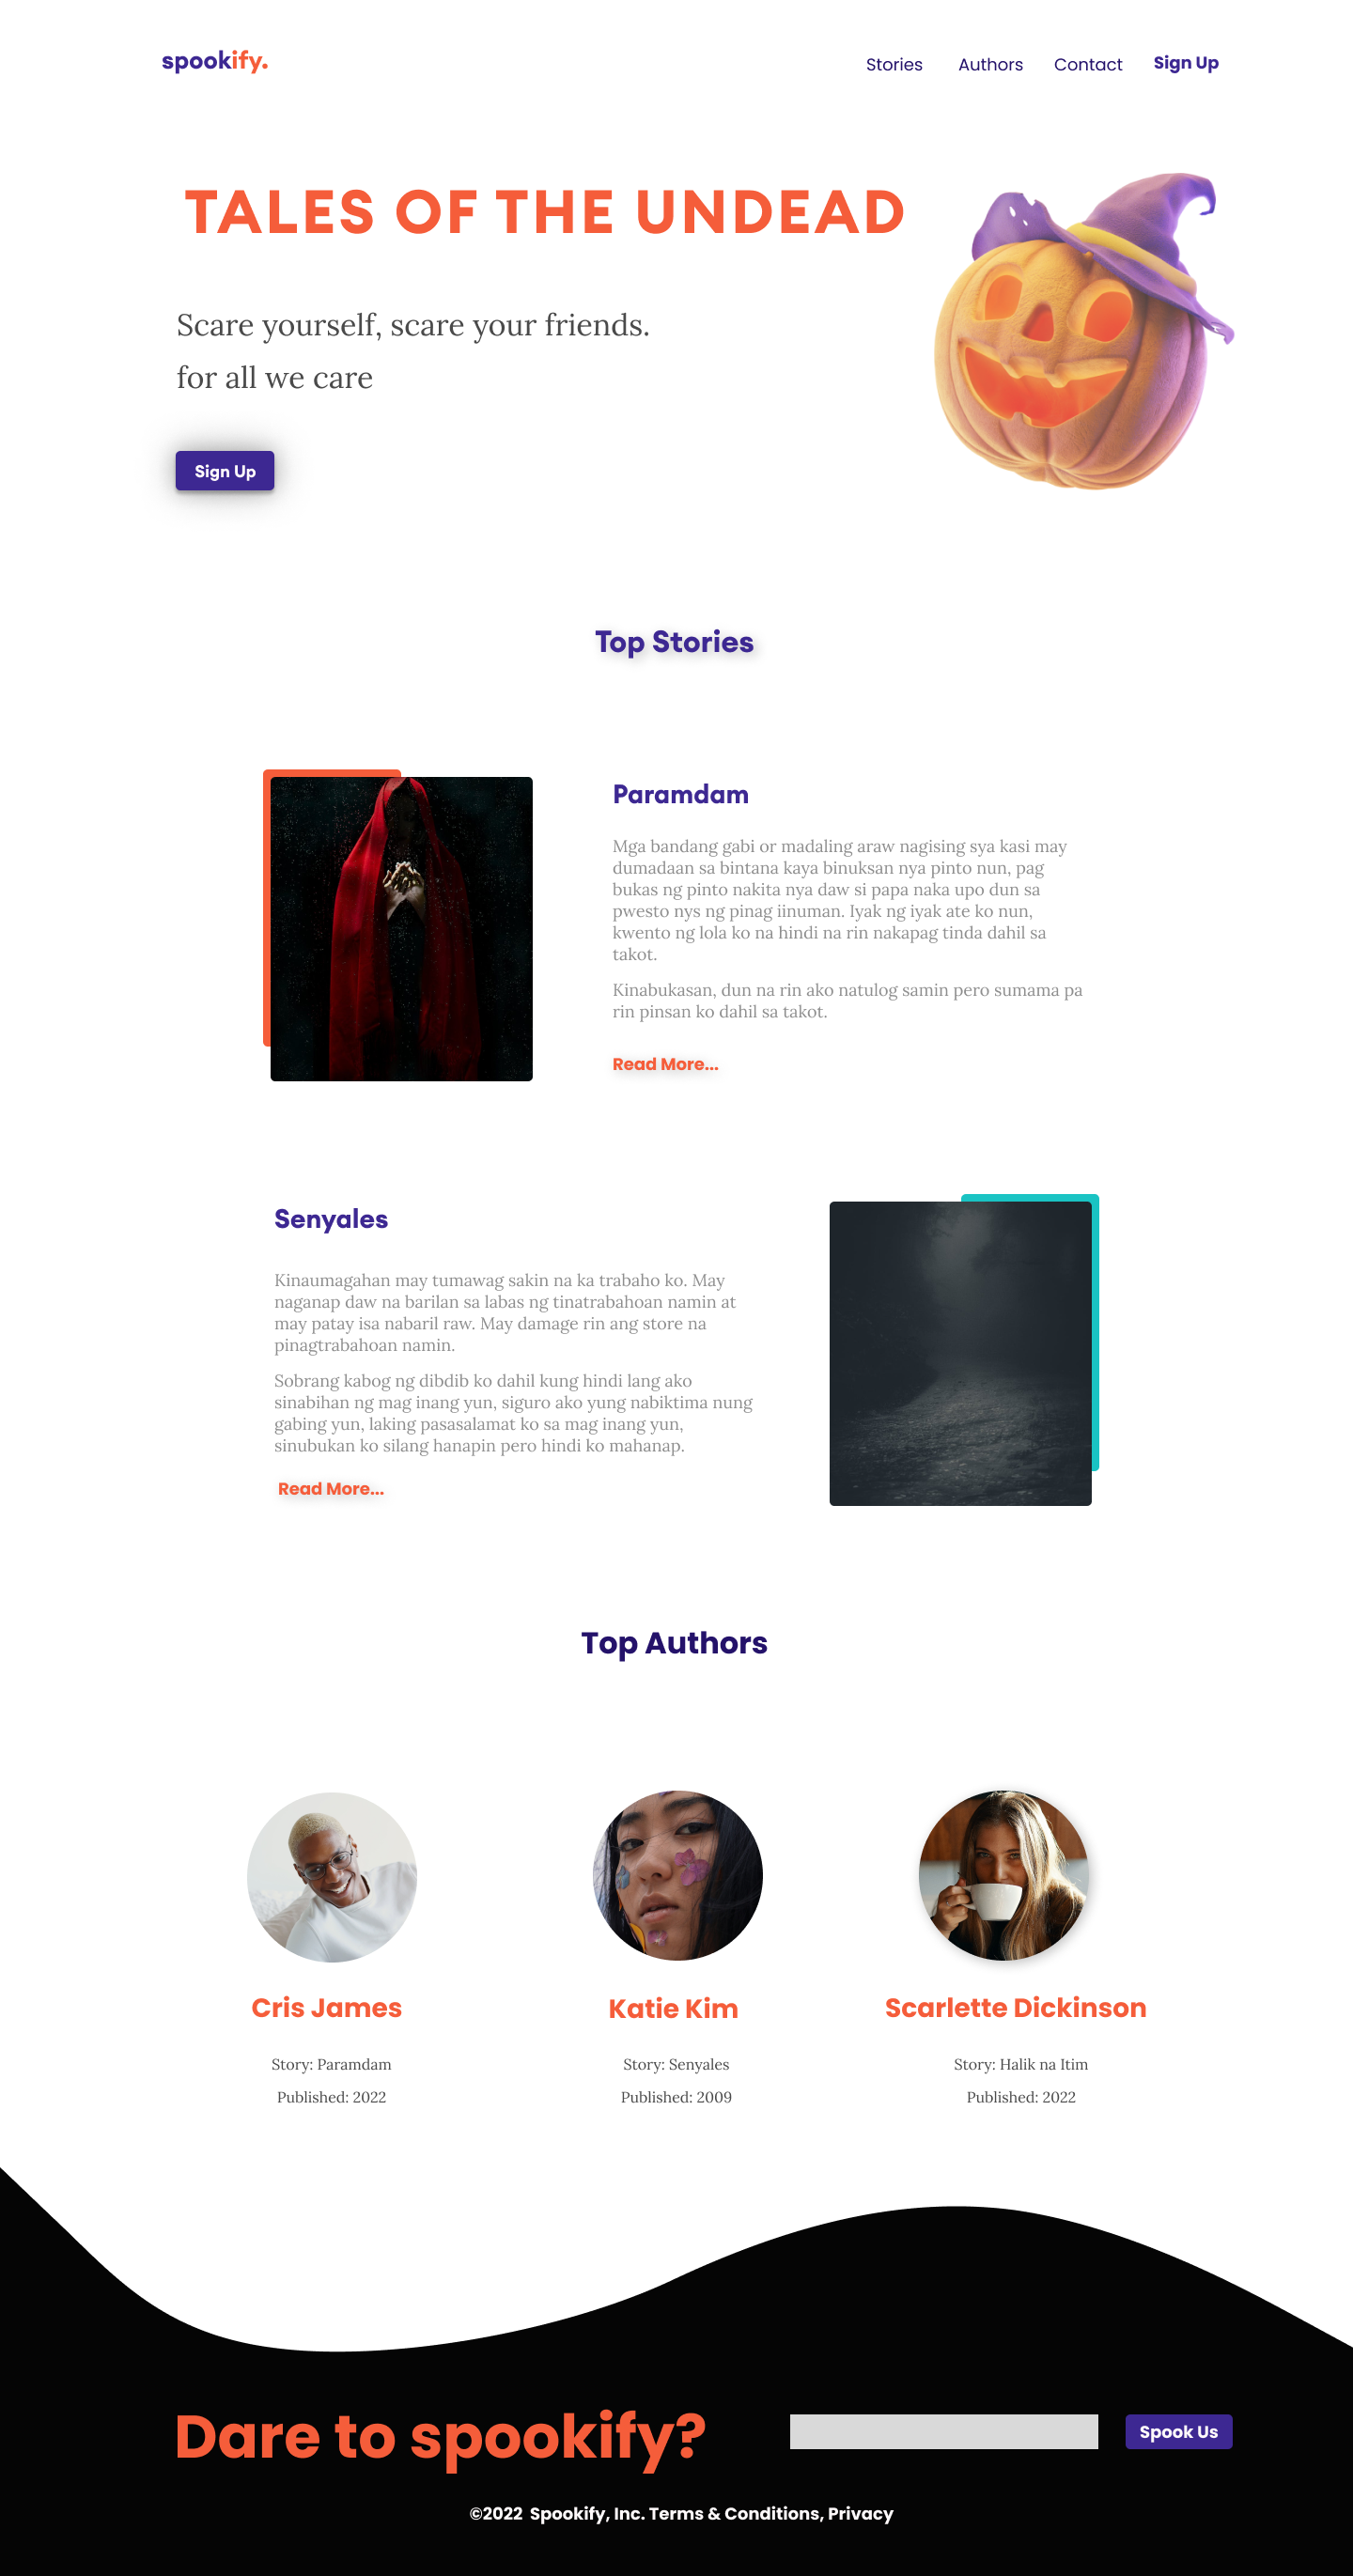 spookify.
Stories Authors Contact Sign Up
TALES OF THE UNDEAD
Scare yourself, scare your friends.
for all we care
Sign Up
Top Stories
Paramdam
Mga bandang gabi or madaling araw nagising sya kasi may
dumadaan sa bintana kaya binuksan nya pinto nun, pag
bukas ng pinto nakita nya daw si papa naka upo dun sa
pwesto nys ng pinag iinuman. Iyak ng iyak ate ko nun,
kwento ng lola ko na hindi na rin nakapag tinda dahil sa
takot.
Kinabukasan, dun na rin ako natulog samin pero sumama pa
rin pinsan ko dahil sa takot.
Read More...
Senyales
Kinaumagahan may tumawag sakin na ka trabaho ko. May
naganap daw na barilan sa labas ng tinatrabahoan namin at
may patay isa nabaril raw. May damage rin ang store na
pinagtrabahoan namin.
Sobrang kabog ng dibdib ko dahil kung hindi lang ako
sinabihan ng mag inang yun, siguro ako yung nabiktima nung
gabing yun, laking pasasalamat ko sa mag inang yun,
sinubukan ko silang hanapin pero hindi ko mahanap.
Read More...
Top Authors
Cris James
Story: Paramdam
Published: 2022
Katie Kim
Story: Senyales
Published: 2009
Scarlette Dickinson
Story: Halik na Itim
Published: 2022
Dare to spookify?
Spook Us
©2022 Spookify, Inc. Terms & Conditions, Privacy